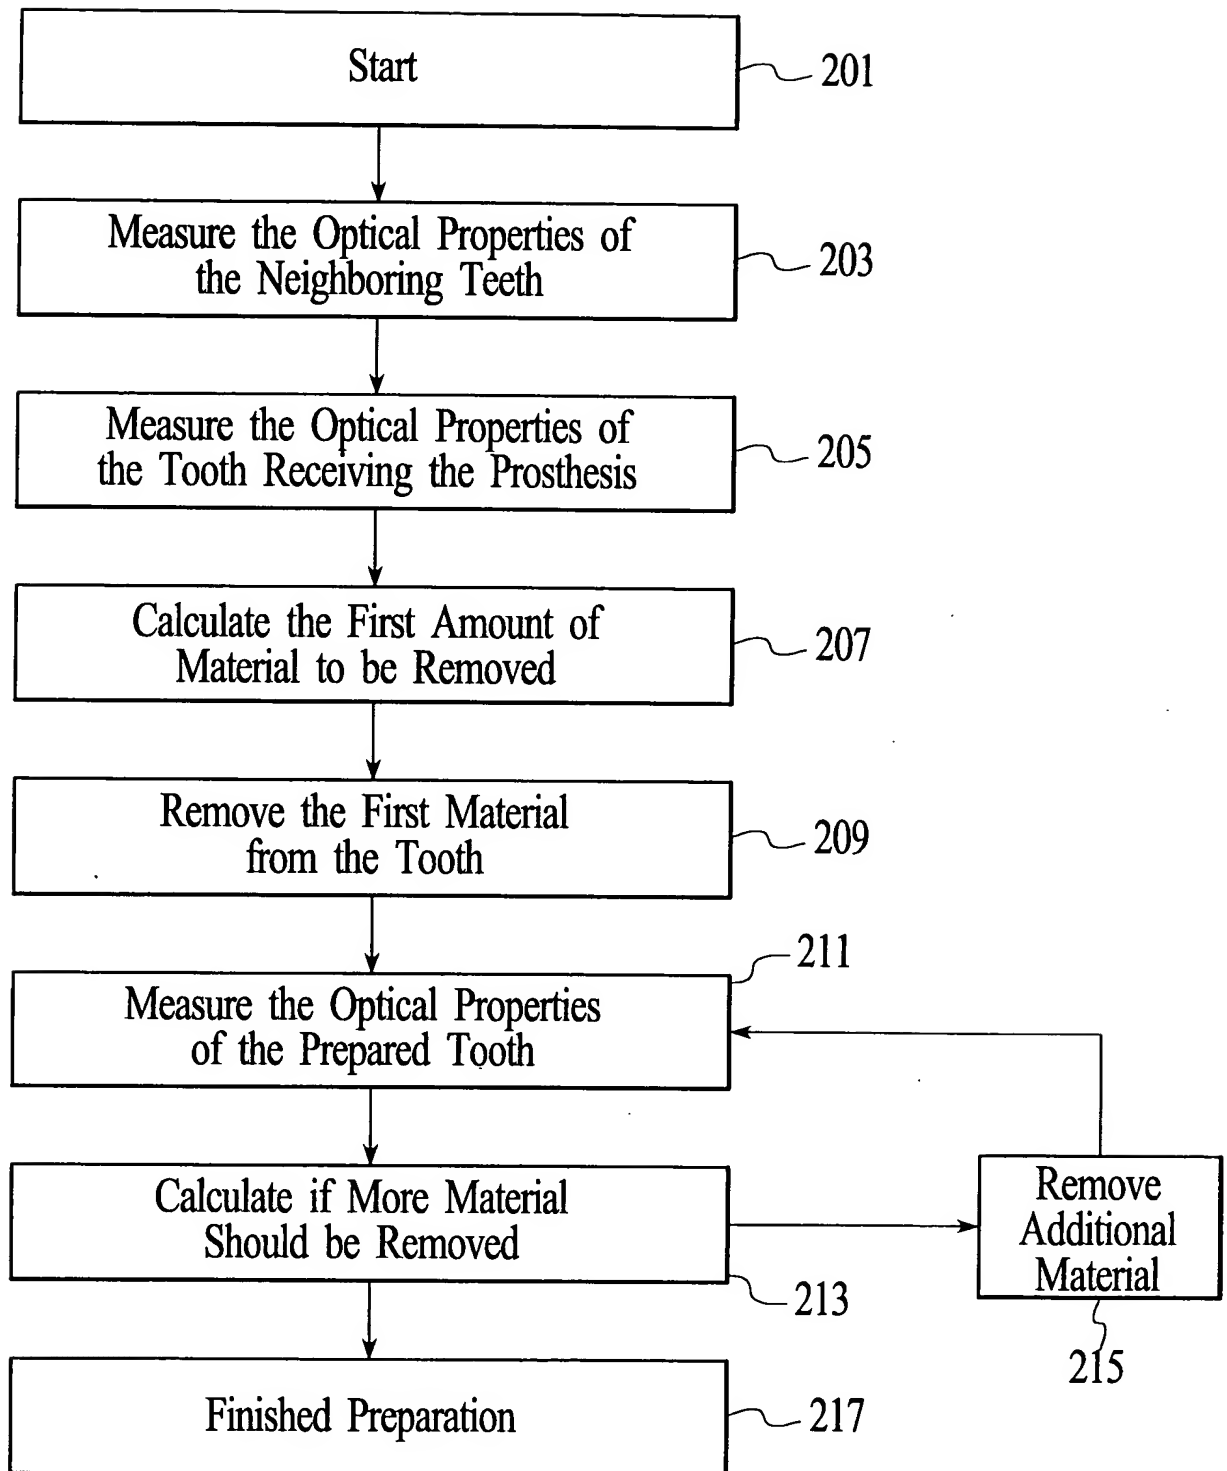 Start
201
Measure the Optical Properties of
the Neighboring Teeth
203
Measure the Optical Properties of
the Tooth Receiving the Prosthesis
205
Calculate the First Amount of
Material to be Removed
207
Remove the First Material
from the Tooth
209
211
Measure the Optical Properties
of the Prepared Tooth
Calculate if More Material
Should be Removed
213
Remove
Additional
Material
215
Finished Preparation
217